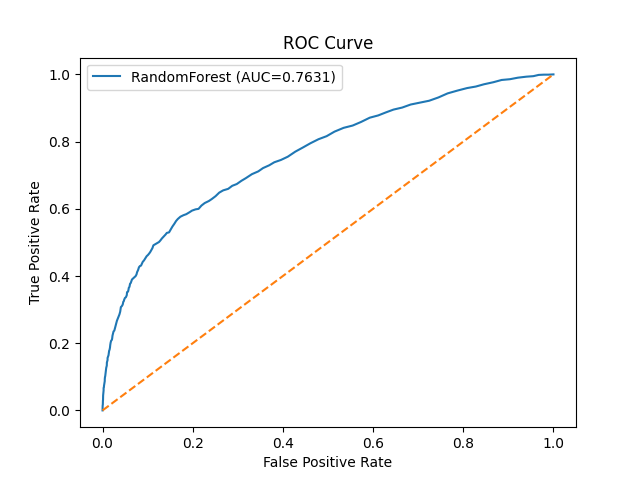 ROC Curve
RandomForest (AUC=0.7631)
True Positive Rate
1.0
0.8
0.6
0.4
0.2
0.0
0.0 0.2 0.4 0.6 0.8 1.0
False Positive Rate